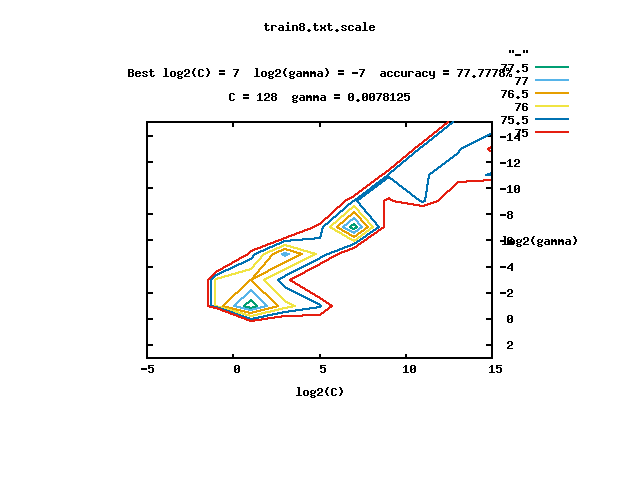 train8.txt.scale
"-"
Best log2(C) = 7 log2(gamma) = -7 accuracy = 77.7778%
77.5
77
C = 128 gamma = 0.0078125
76.5
76
75.5
75
-14
-12
-10
-8
-6
log2(gamma)
-4
-2
0
2
-5 0 5 10 15
log2(C)